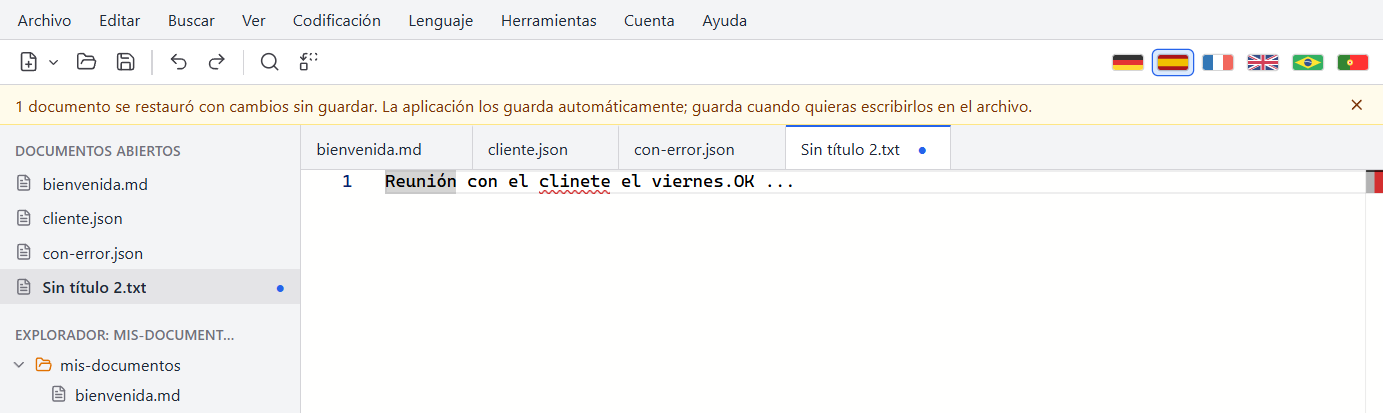 Archivo Editar Buscar Ver Codificación Lenguaje Herramientas Cuenta Ayuda
1 documento se restauró con cambios sin guardar. La aplicación los guarda automáticamente; guarda cuando quieras escribirlos en el archivo.
DOCUMENTOS ABIERTOS
bienvenida.md
cliente.json
con-error.json
Sin título 2.txt
EXPLORADOR: MIS-DOCUMENT...
mis-documentos
bienvenida.md
bienvenida.md cliente.json con-error.json Sin título 2.txt
1 Reunión con el clinete el viernes.OK ...